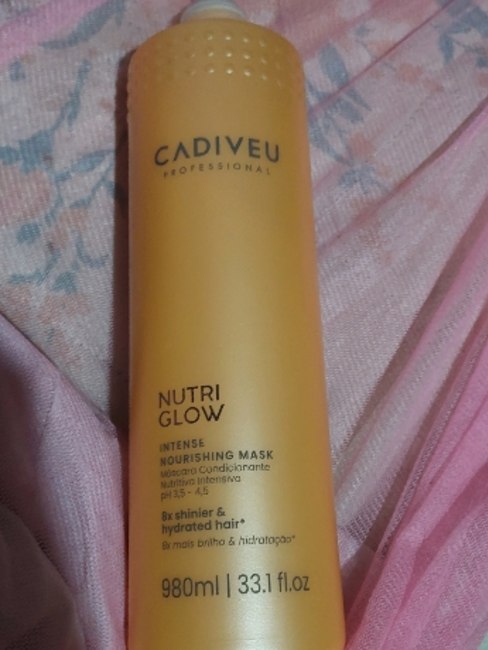 CADIVEU
PROFESSIONAL
NUTRI
GLOW
INTENSE
NOURISHING MASK
Máscara Condicionante
Nutritiva Intensiva
pH 3,5 - 4,5
8x shinier &
hydrated hair*
8x mais brilho & hidratação*
980ml | 33.1 fl.oz